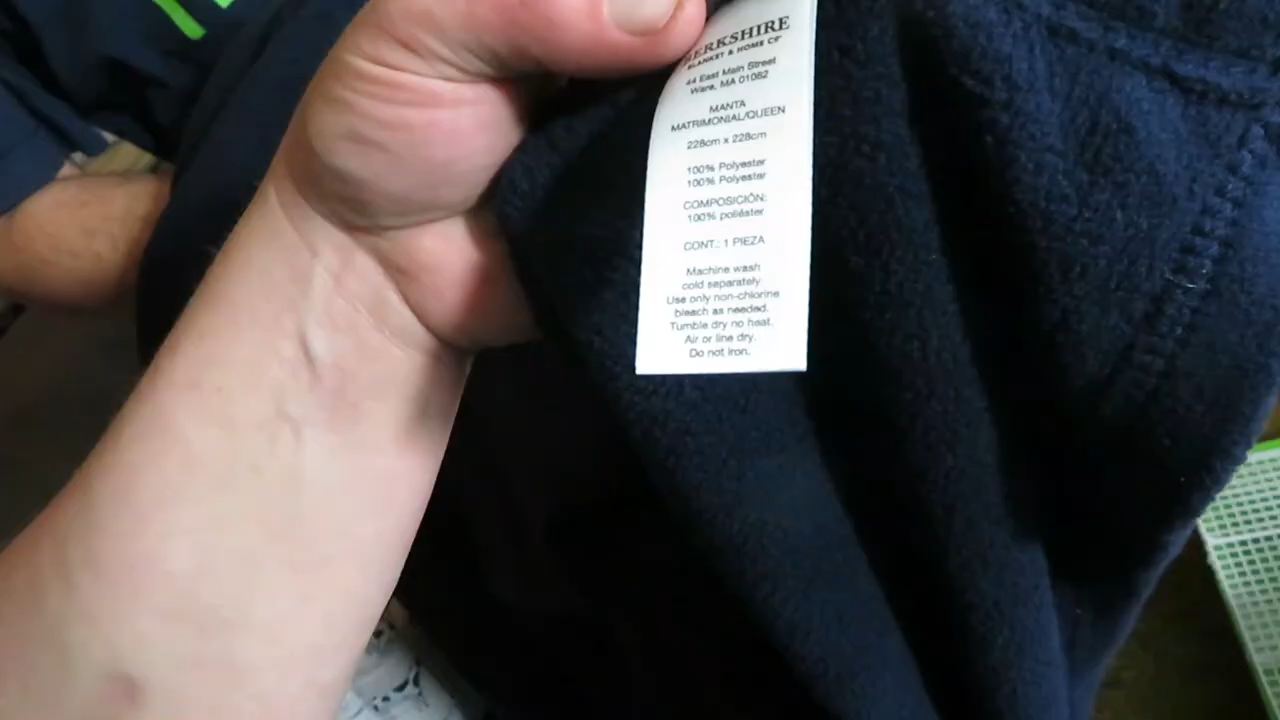 BERKSHIRE
BLANKET & HOME Cº
44 East Main Street
Ware, MA 01082
MANTA
MATRIMONIAL/QUEEN
228cm x 228cm
100% Polyester
100% Polyester
COMPOSICIÓN:
100% poliéster
CONT.: 1 PIEZA
Machine wash
cold separately.
Use only non-chlorine
bleach as needed.
Tumble dry no heat.
Air or line dry.
Do not iron.